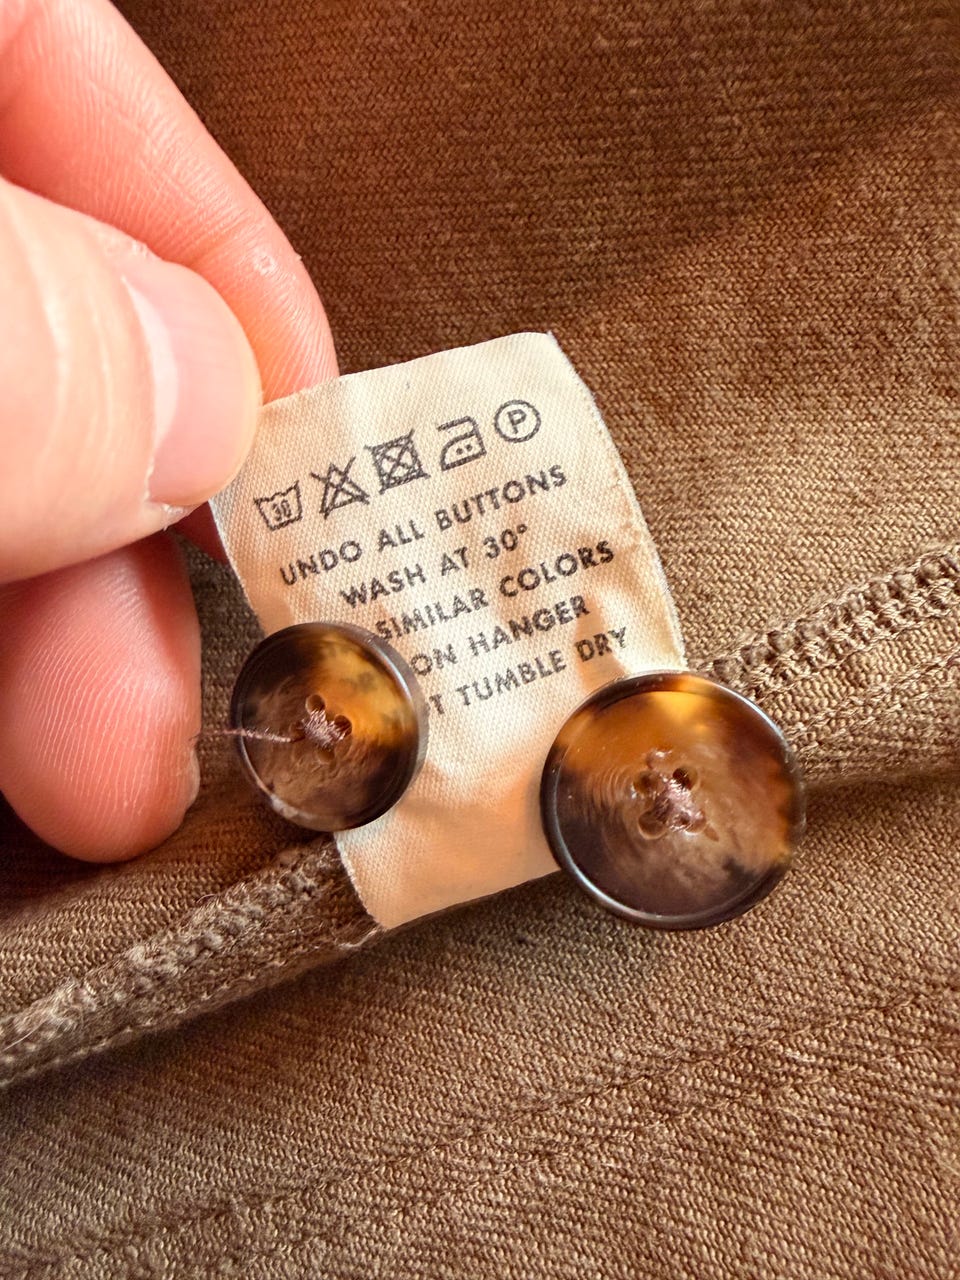 30
P
UNDO ALL BUTTONS
WASH AT 30°
SIMILAR COLORS
ON HANGER
T TUMBLE DRY